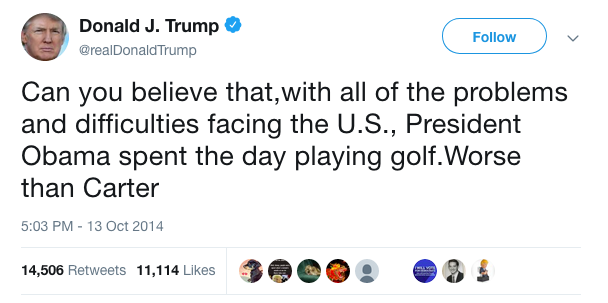 Donald J. Trump
@realDonaldTrump
Follow
Can you believe that,with all of the problems
and difficulties facing the U.S., President
Obama spent the day playing golf.Worse
than Carter
5:03 PM - 13 Oct 2014
14,506 Retweets 11,114 Likes